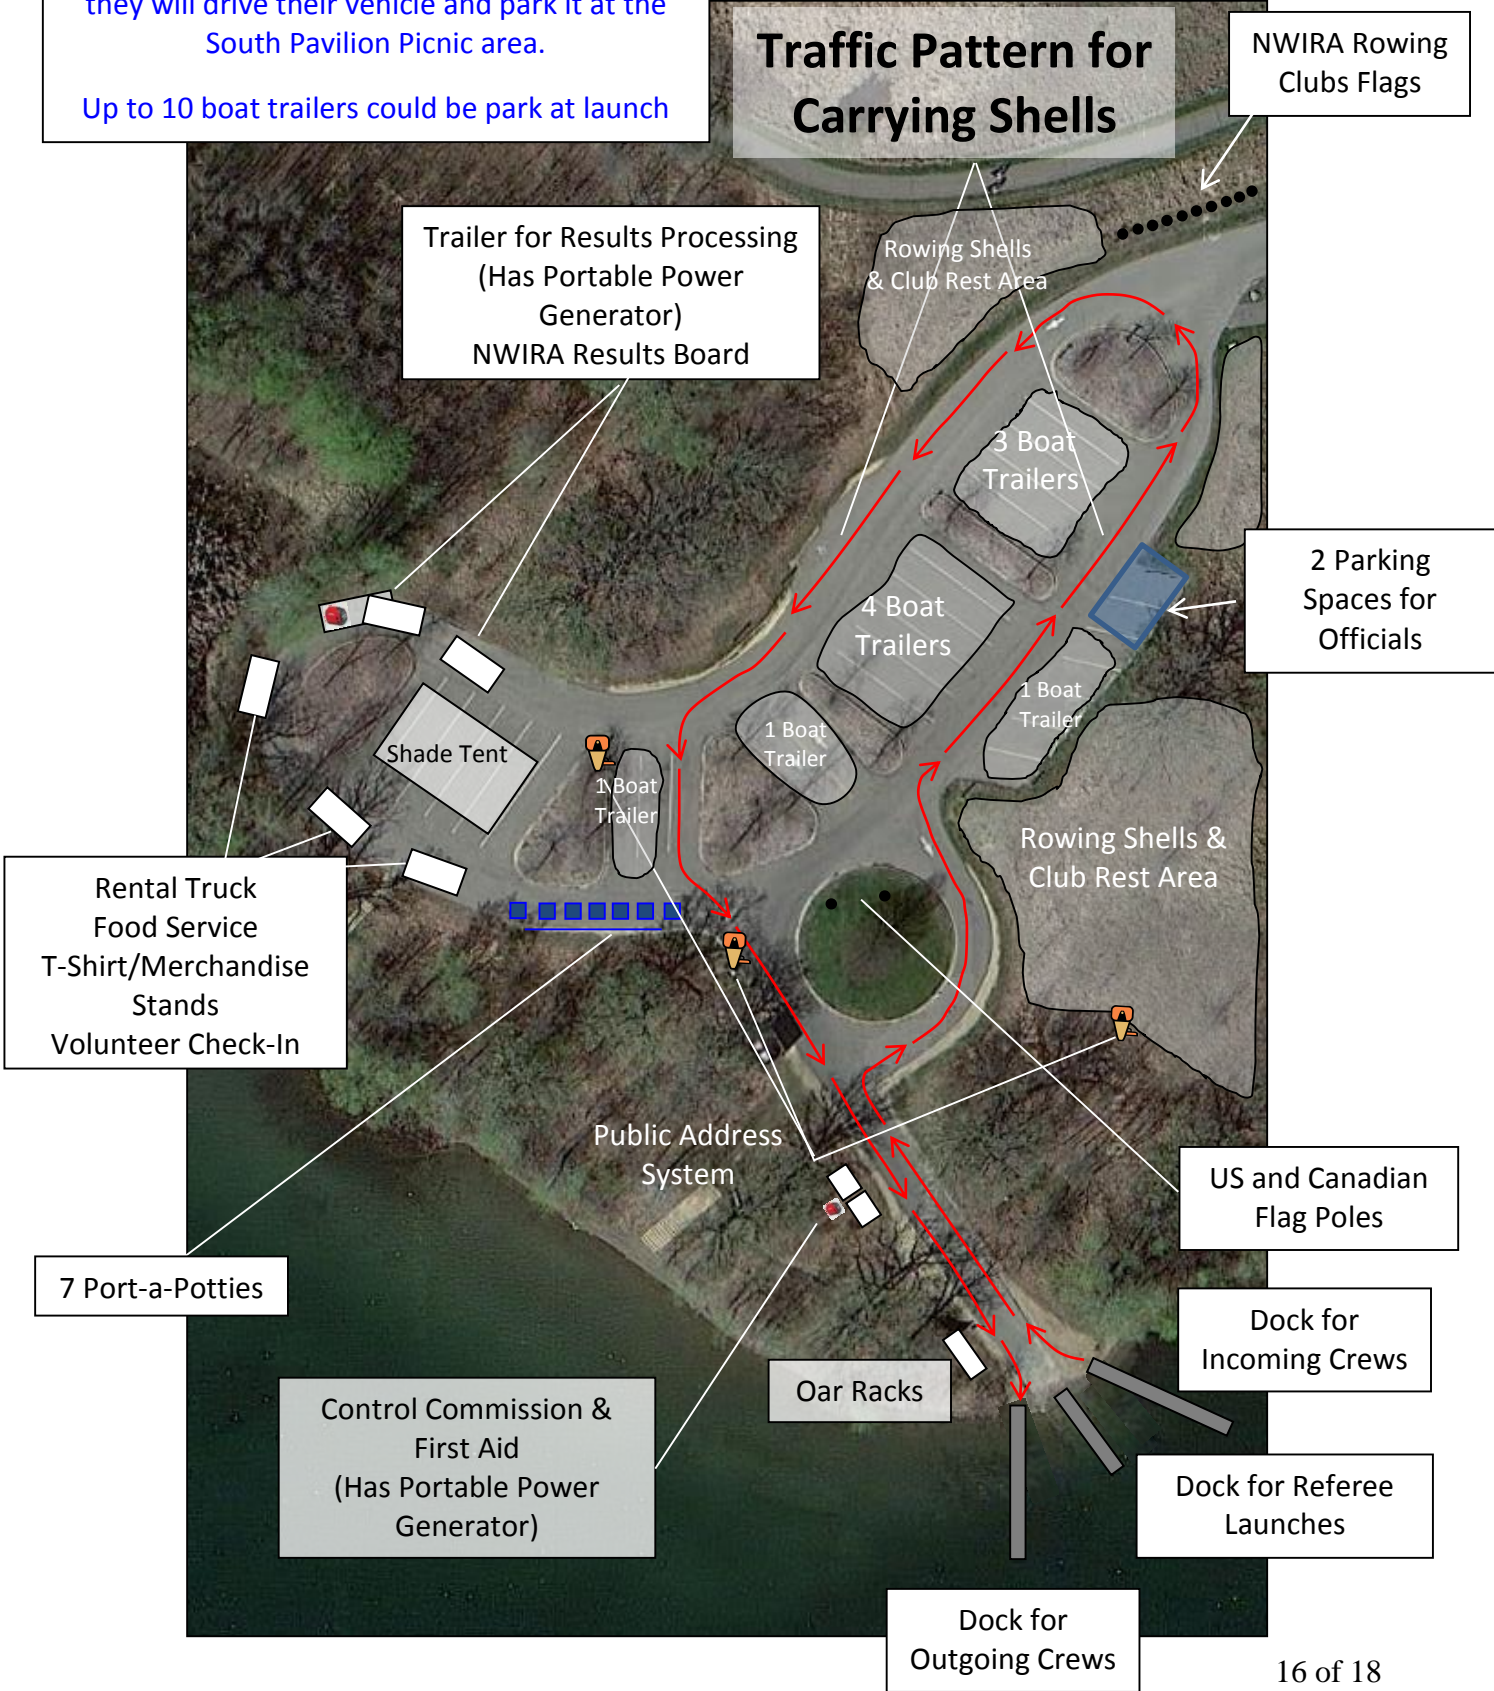 they will drive their vehicle and park it at the
South Pavilion Picnic area.
Up to 10 boat trailers could be park at launch
Traffic Pattern for
Carrying Shells
NWIRA Rowing
Clubs Flags
Trailer for Results Processing
(Has Portable Power
Generator)
NWIRA Results Board
Rowing Shells
& Club Rest Area
3 Boat
Trailers
2 Parking
Spaces for
Officials
4 Boat
Trailers
1 Boat
Trailer
1 Boat
Trailer
Shade Tent
1 Boat
Trailer
Rowing Shells &
Club Rest Area
Rental Truck
Food Service
T-Shirt/Merchandise
Stands
Volunteer Check-In
Public Address
System
US and Canadian
Flag Poles
7 Port-a-Potties
Dock for
Incoming Crews
Oar Racks
Control Commission &
First Aid
(Has Portable Power
Generator)
Dock for Referee
Launches
Dock for
Outgoing Crews
16 of 18